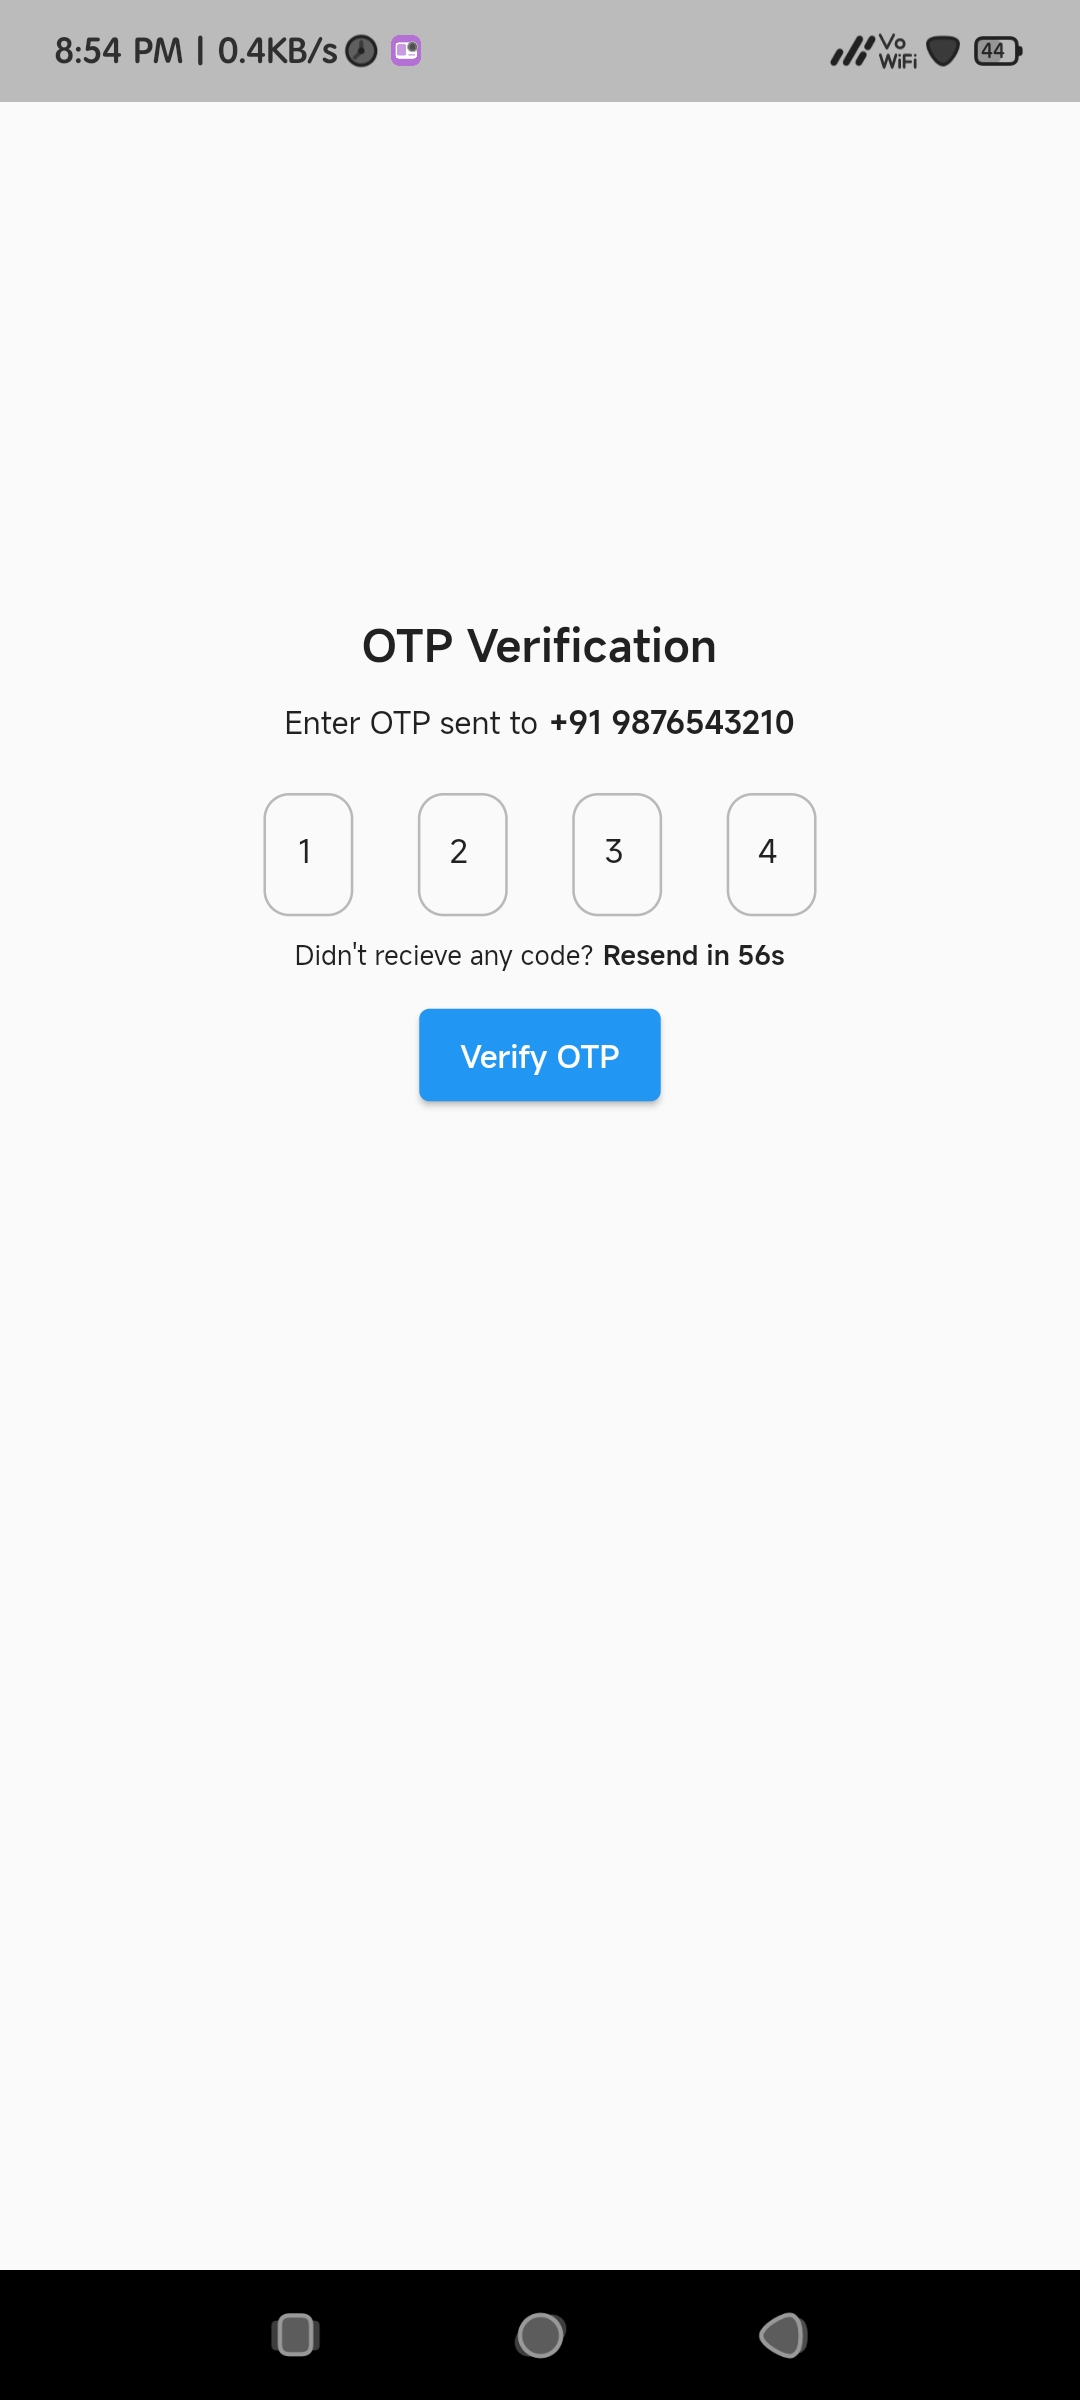 8:54 PM | 0.4KB/s Vo WiFi 44
OTP Verification
Enter OTP sent to +91 9876543210
1 2 3 4
Didn't recieve any code? Resend in 56s
Verify OTP